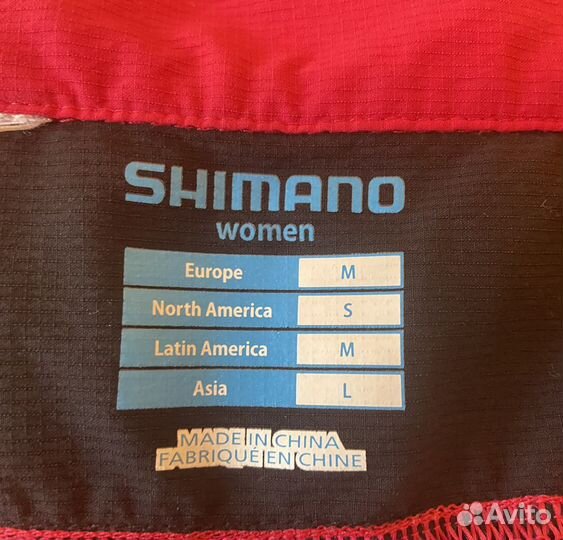 SHIMANO
women
Europe M
North America S
Latin America M
Asia L
MADE IN CHINA
FABRIQUÉ EN CHINE
Avito